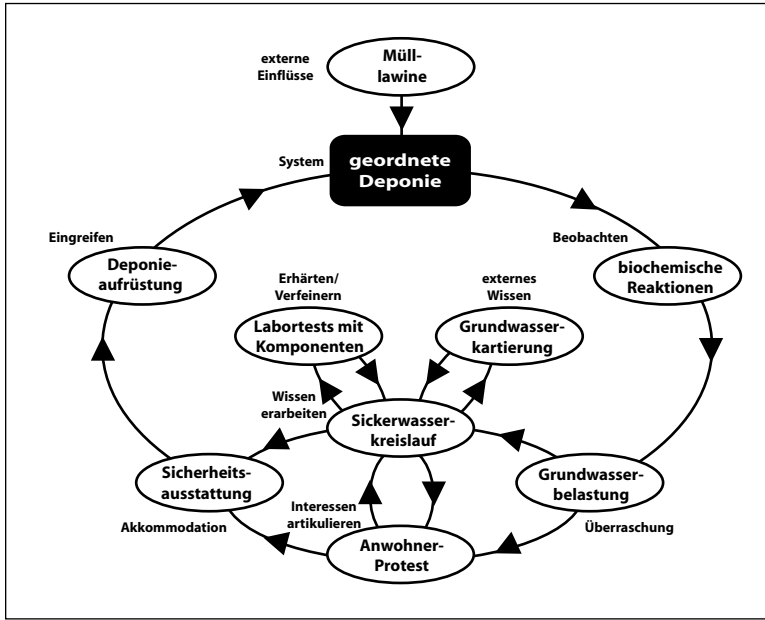 externe
Einflüsse
Müll-
lawine
System
geordnete
Deponie
Eingreifen
Beobachten
Deponie-
aufrüstung
biochemische
Reaktionen
Erhärten/
Verfeinern
externes
Wissen
Labortests mit
Komponenten
Grundwasser-
kartierung
Wissen
erarbeiten
Sickerwasser-
kreislauf
Sicherheits-
ausstattung
Grundwasser-
belastung
Akkommodation
Interessen
artikulieren
Überraschung
Anwohner-
Protest